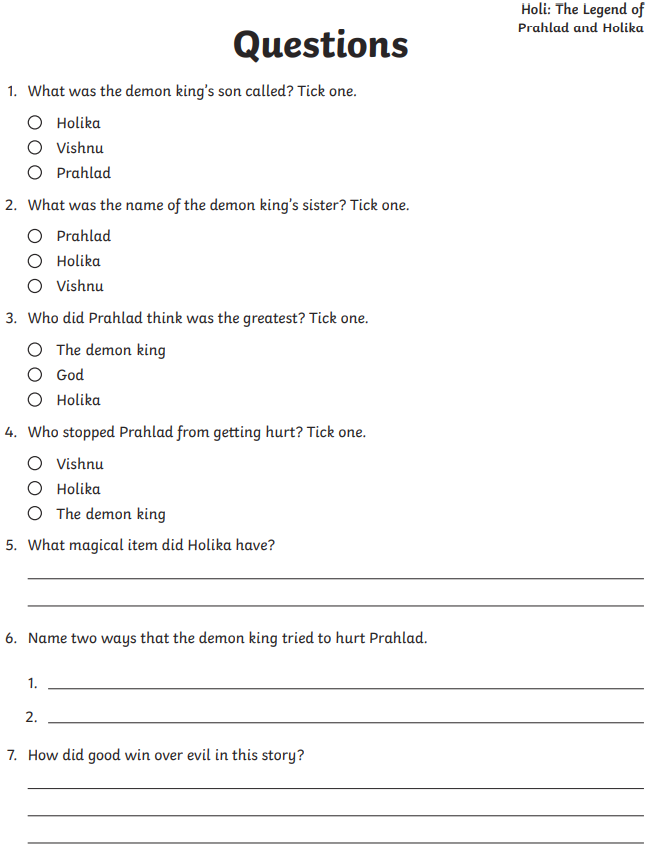 Holi: The Legend of
Prahlad and Holika
Questions
1. What was the demon king's son called? Tick one.
Holika
Vishnu
Prahlad
2. What was the name of the demon king's sister? Tick one.
Prahlad
Holika
Vishnu
3. Who did Prahlad think was the greatest? Tick one.
The demon king
God
Holika
4. Who stopped Prahlad from getting hurt? Tick one.
Vishnu
Holika
The demon king
5. What magical item did Holika have?
6. Name two ways that the demon king tried to hurt Prahlad.
1.
2.
7. How did good win over evil in this story?